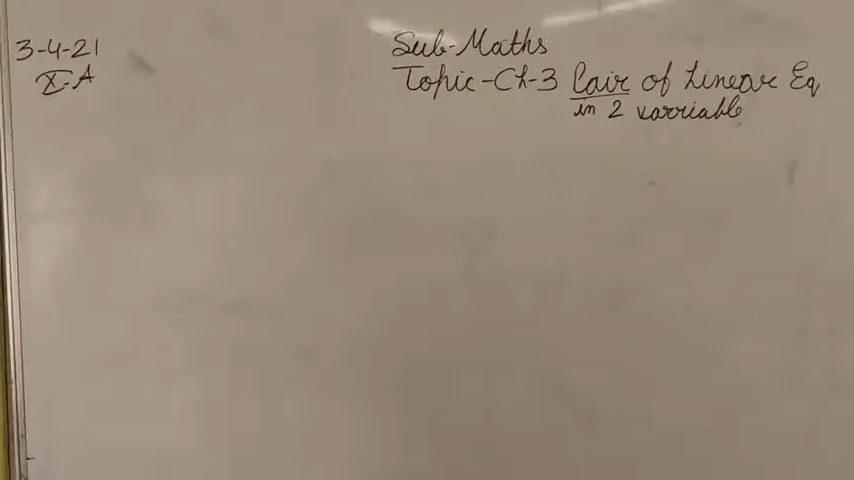 3-4-21
X-A
Sub-Maths
Topic-Ch-3 Pair of Linear Eq
in 2 varriable